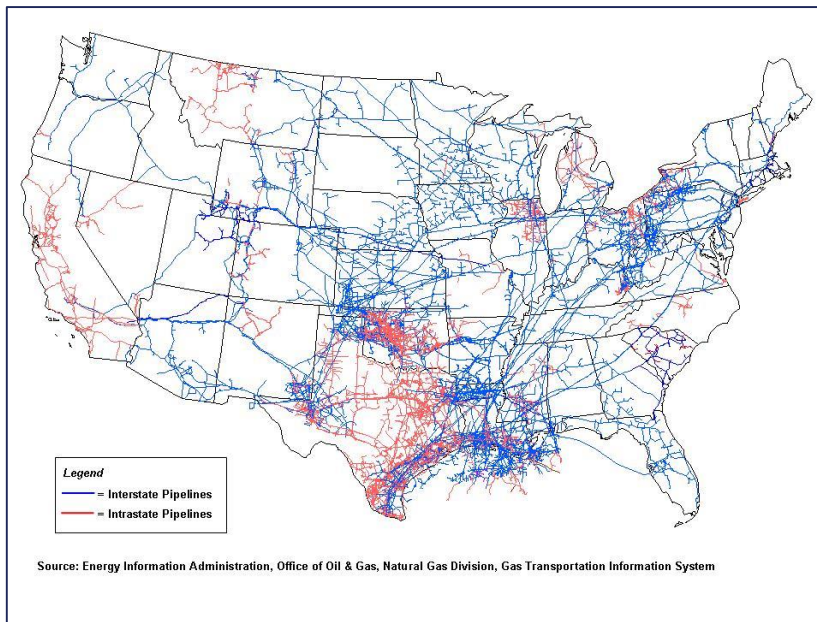 Legend
= Interstate Pipelines
= Intrastate Pipelines
Source: Energy Information Administration, Office of Oil & Gas, Natural Gas Division, Gas Transportation Information System